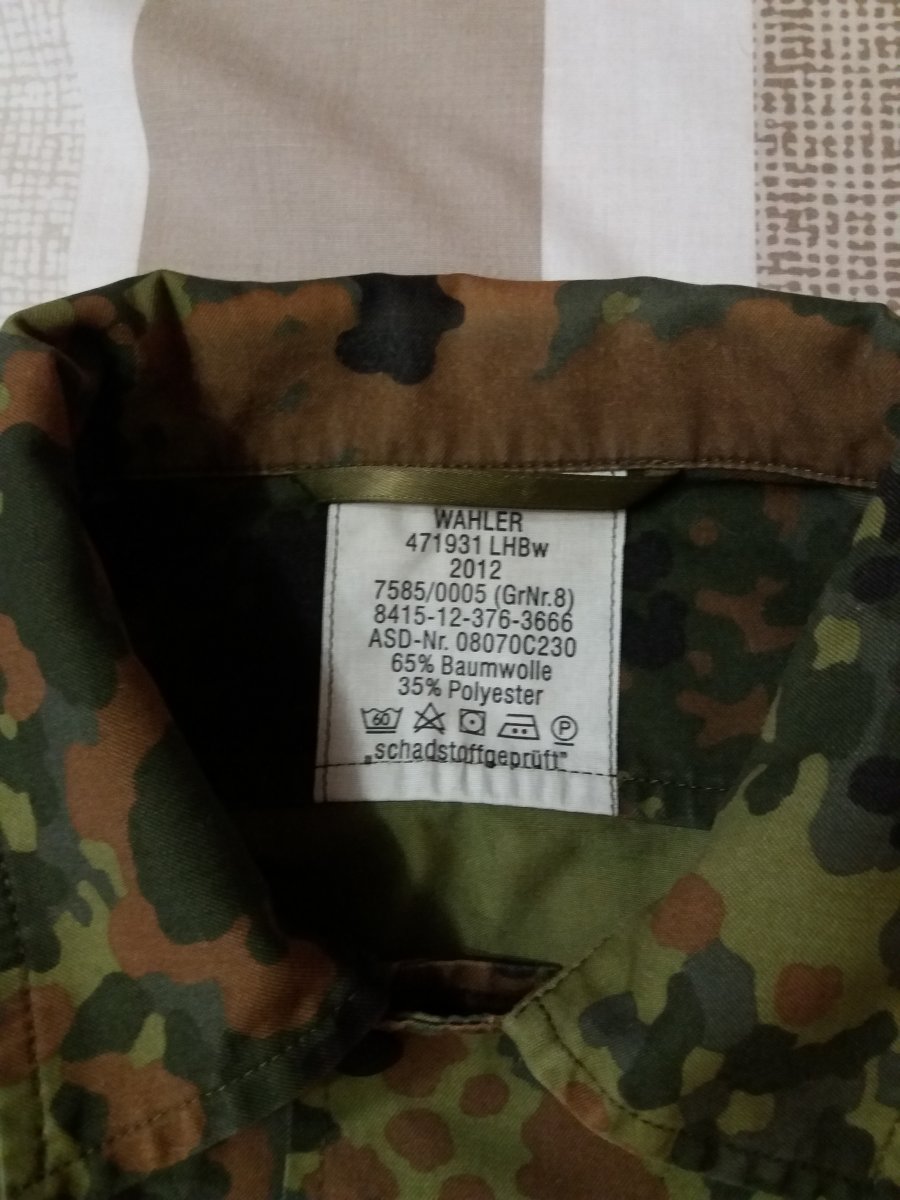 WAHLER
471931 LHBw
2012
7585/0005 (GrNr.8)
8415-12-376-3666
ASD-Nr. 08070C230
65% Baumwolle
35% Polyester
60 P
„schadstoffgeprüft"